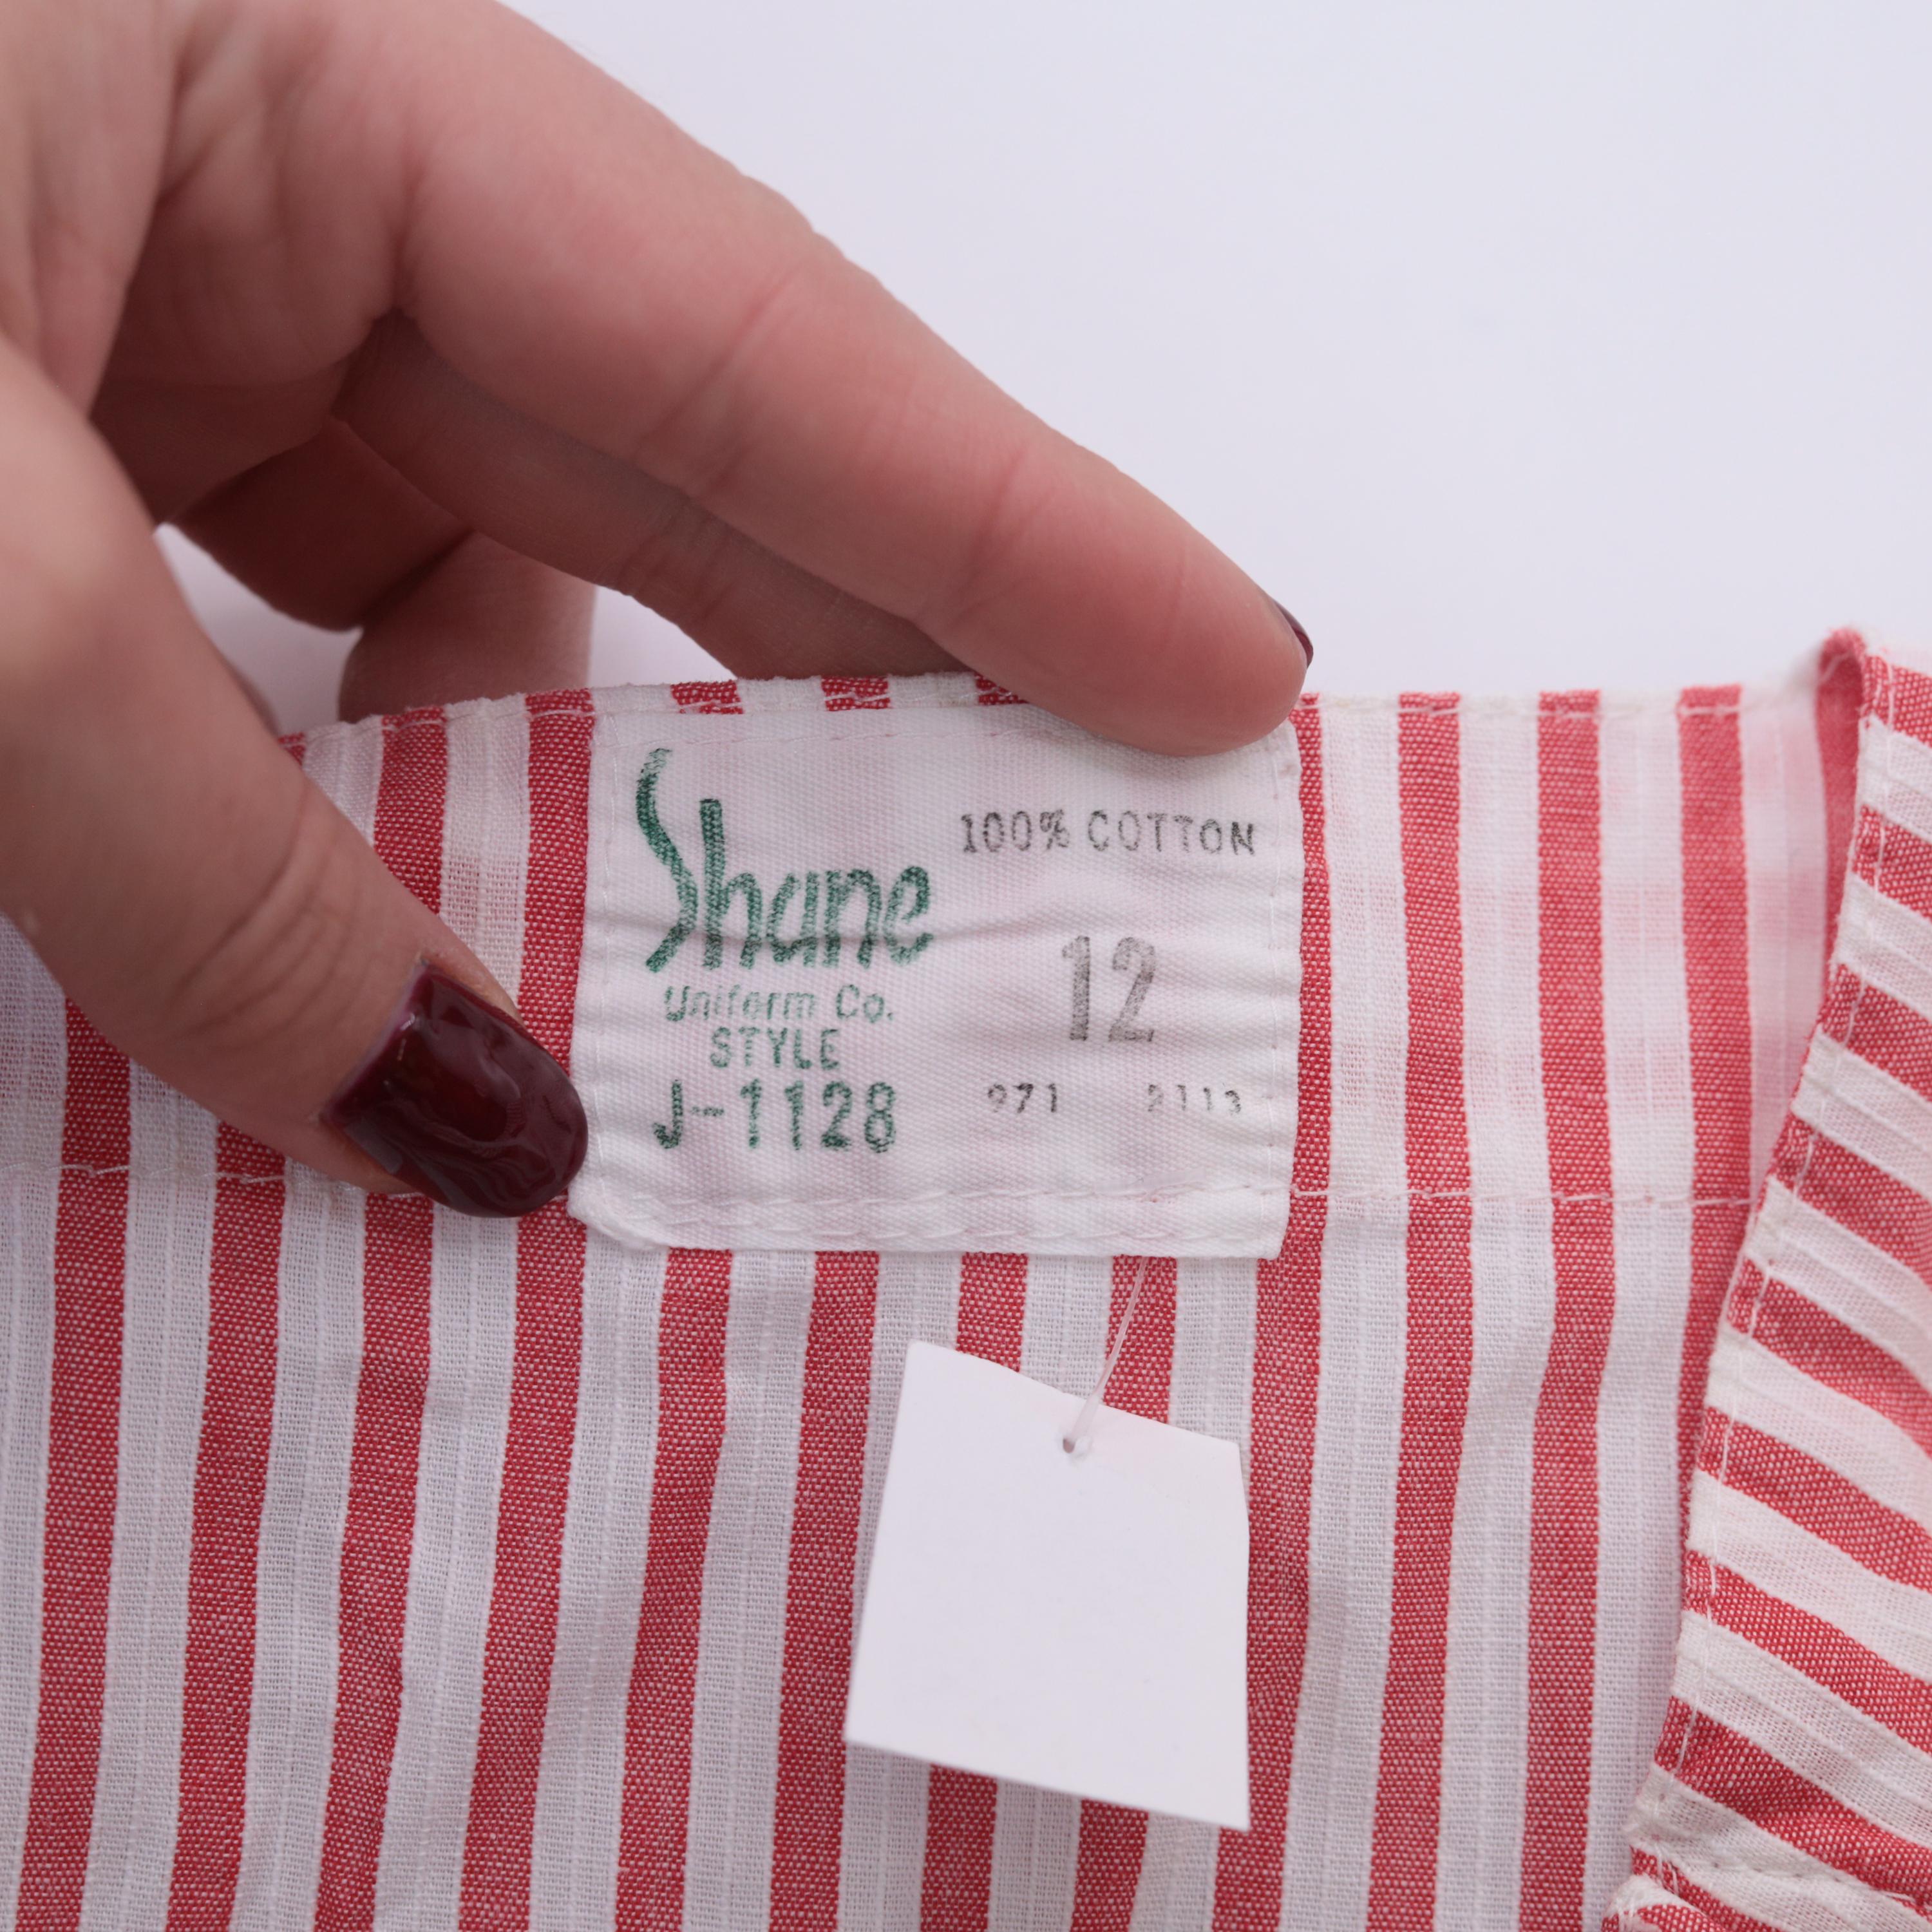 Shane
Uniform Co.
STYLE
J-1128
100% COTTON
12
971 2113